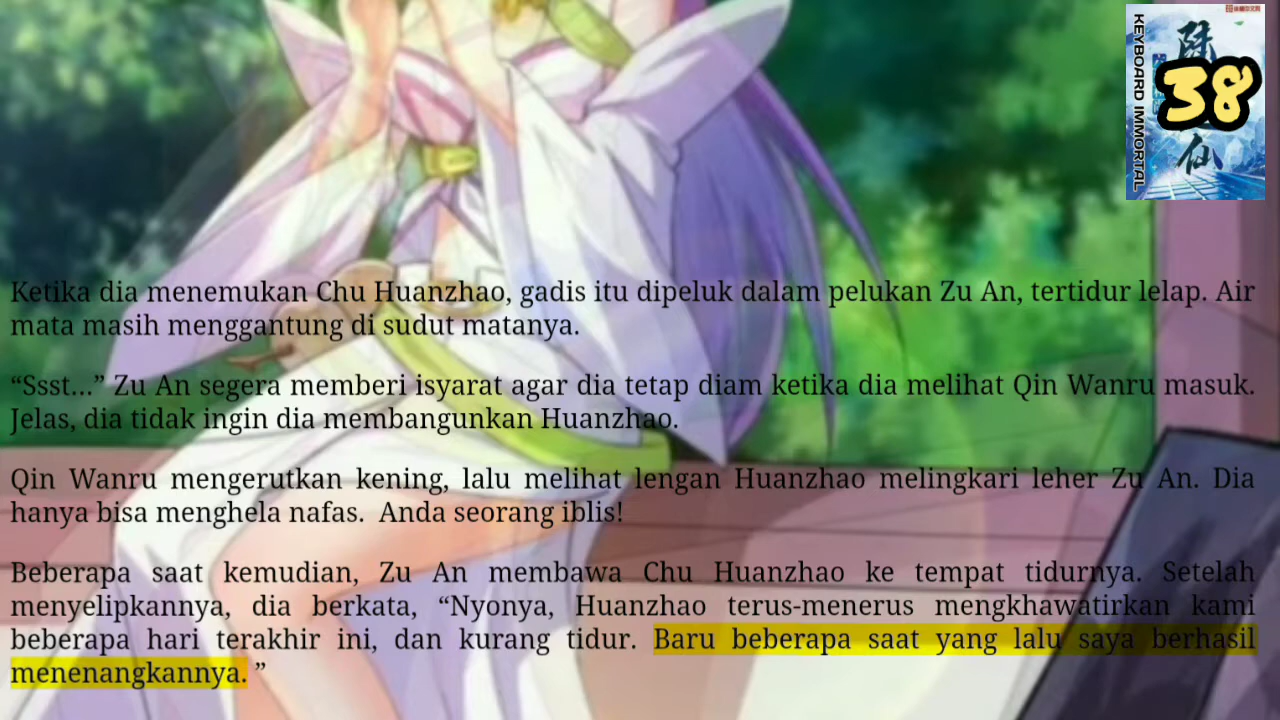 陆
仙
38
KEYBOARD IMMORTAL
Ketika dia menemukan Chu Huanzhao, gadis itu dipeluk dalam pelukan Zu An, tertidur lelap. Air
mata masih menggantung di sudut matanya.
“Ssst...” Zu An segera memberi isyarat agar dia tetap diam ketika dia melihat Qin Wanru masuk.
Jelas, dia tidak ingin dia membangunkan Huanzhao.
Qin Wanru mengerutkan kening, lalu melihat lengan Huanzhao melingkari leher Zu An. Dia
hanya bisa menghela nafas.  Anda seorang iblis!
Beberapa saat kemudian, Zu An membawa Chu Huanzhao ke tempat tidurnya. Setelah
menyelipkannya, dia berkata, “Nyonya, Huanzhao terus-menerus mengkhawatirkan kami
beberapa hari terakhir ini, dan kurang tidur. Baru beberapa saat yang lalu saya berhasil
menenangkannya. ”